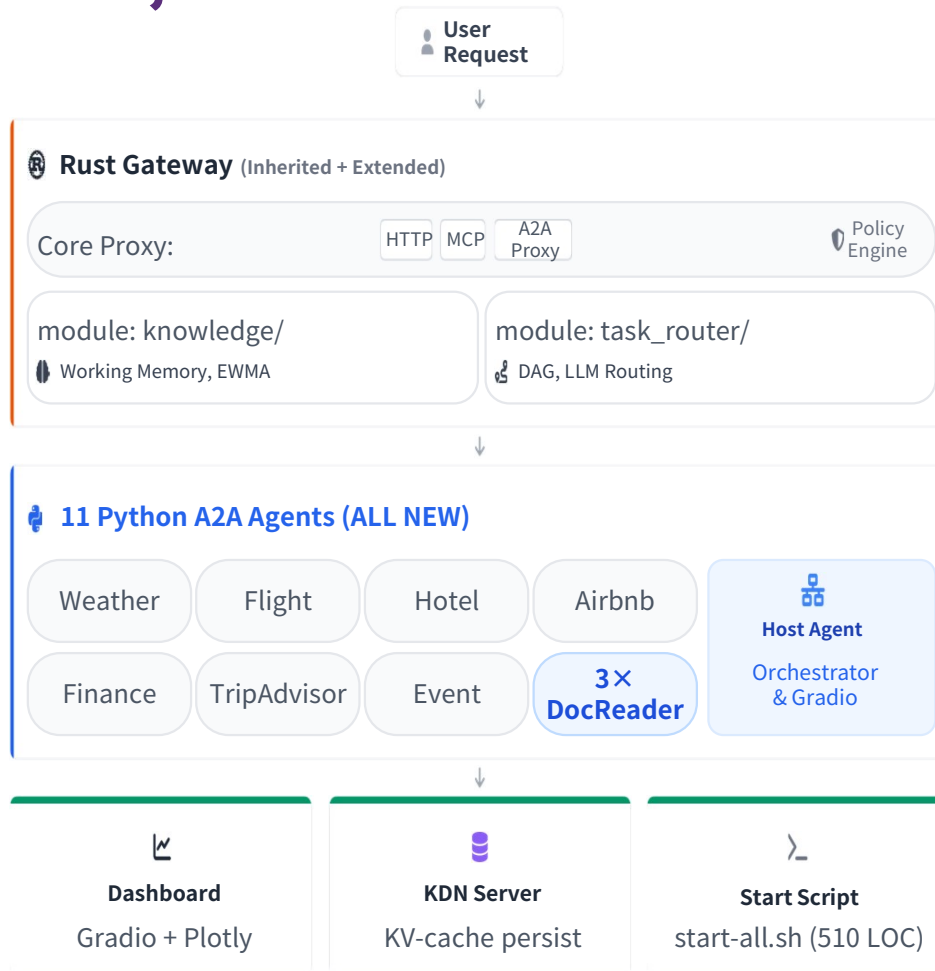 User
Request
Rust Gateway (Inherited + Extended)
Core Proxy:
HTTP
MCP
A2A
Proxy
Policy
Engine
module: knowledge/
Working Memory, EWMA
module: task_router/
DAG, LLM Routing
11 Python A2A Agents (ALL NEW)
Weather
Flight
Hotel
Airbnb
Finance
TripAdvisor
Event
3×
DocReader
Host Agent
Orchestrator
& Gradio
Dashboard
Gradio + Plotly
KDN Server
KV-cache persist
Start Script
start-all.sh (510 LOC)